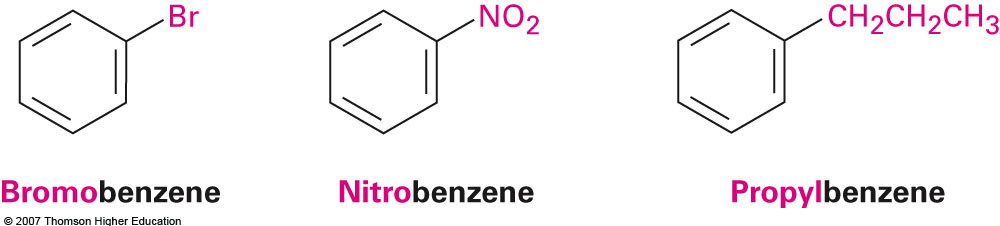 Br
NO2
CH2CH2CH3
Bromobenzene
Nitrobenzene
Propylbenzene
© 2007 Thomson Higher Education